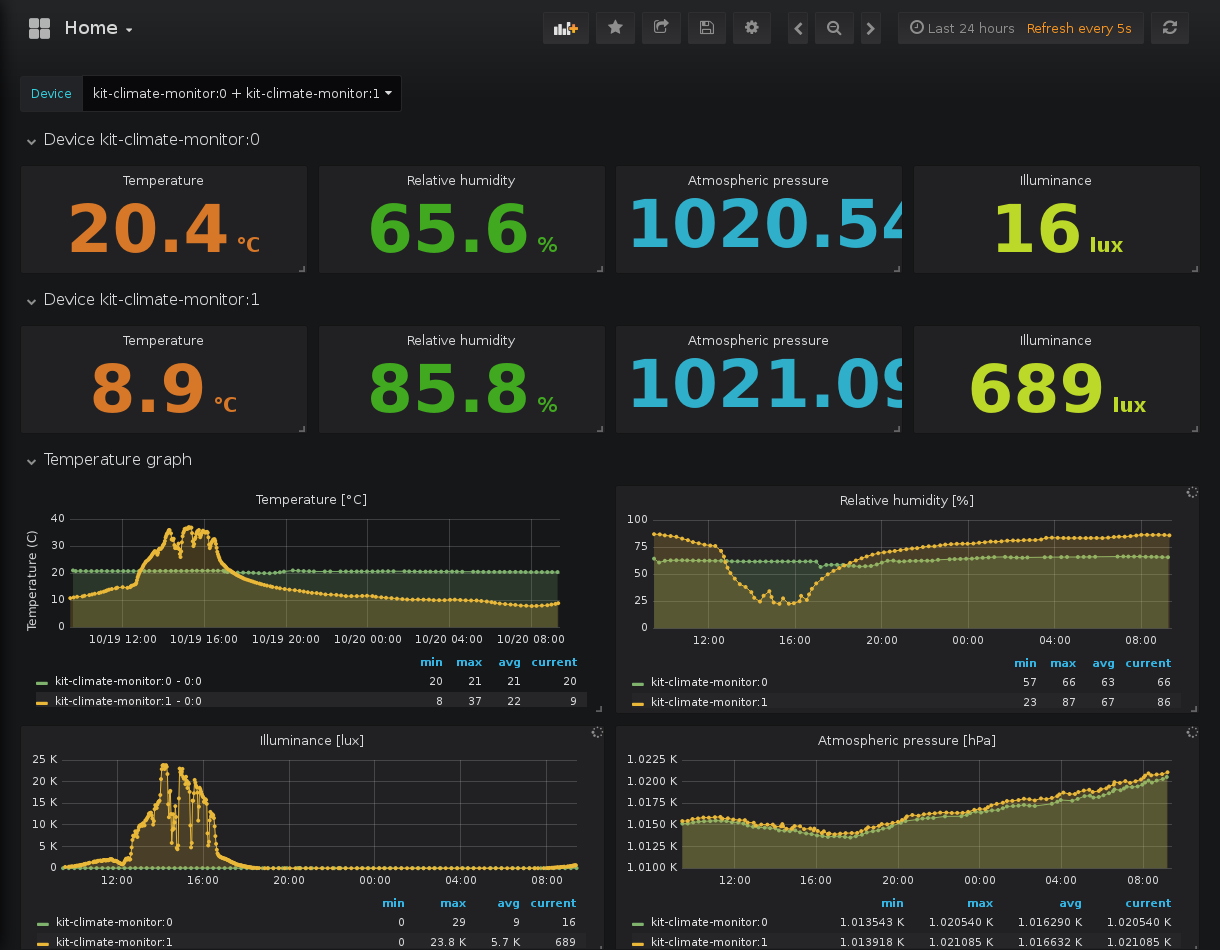 Home
Last 24 hours Refresh every 5s
Device kit-climate-monitor:0 + kit-climate-monitor:1
Device kit-climate-monitor:0
Temperature Relative humidity Atmospheric pressure Illuminance
20.4 °C 65.6 % 1020.54 16 lux
Device kit-climate-monitor:1
Temperature Relative humidity Atmospheric pressure Illuminance
8.9 °C 85.8 % 1021.09 689 lux
Temperature graph
Temperature [°C]
Temperature (C)
40
30
20
10
0
10/19 12:00 10/19 16:00 10/19 20:00 10/20 00:00 10/20 04:00 10/20 08:00
min max avg current
kit-climate-monitor:0 - 0:0 20 21 21 20
kit-climate-monitor:1 - 0:0 8 37 22 9
Relative humidity [%]
100
75
50
25
0
12:00 16:00 20:00 00:00 04:00 08:00
min max avg current
kit-climate-monitor:0 57 66 63 66
kit-climate-monitor:1 23 87 67 86
Illuminance [lux]
25 K
20 K
15 K
10 K
5 K
0
12:00 16:00 20:00 00:00 04:00 08:00
min max avg current
kit-climate-monitor:0 0 29 9 16
kit-climate-monitor:1 0 23.8 K 5.7 K 689
Atmospheric pressure [hPa]
1.0225 K
1.0200 K
1.0175 K
1.0150 K
1.0125 K
1.0100 K
12:00 16:00 20:00 00:00 04:00 08:00
min max avg current
kit-climate-monitor:0 1.013543 K 1.020540 K 1.016290 K 1.020540 K
kit-climate-monitor:1 1.013918 K 1.021085 K 1.016632 K 1.021085 K